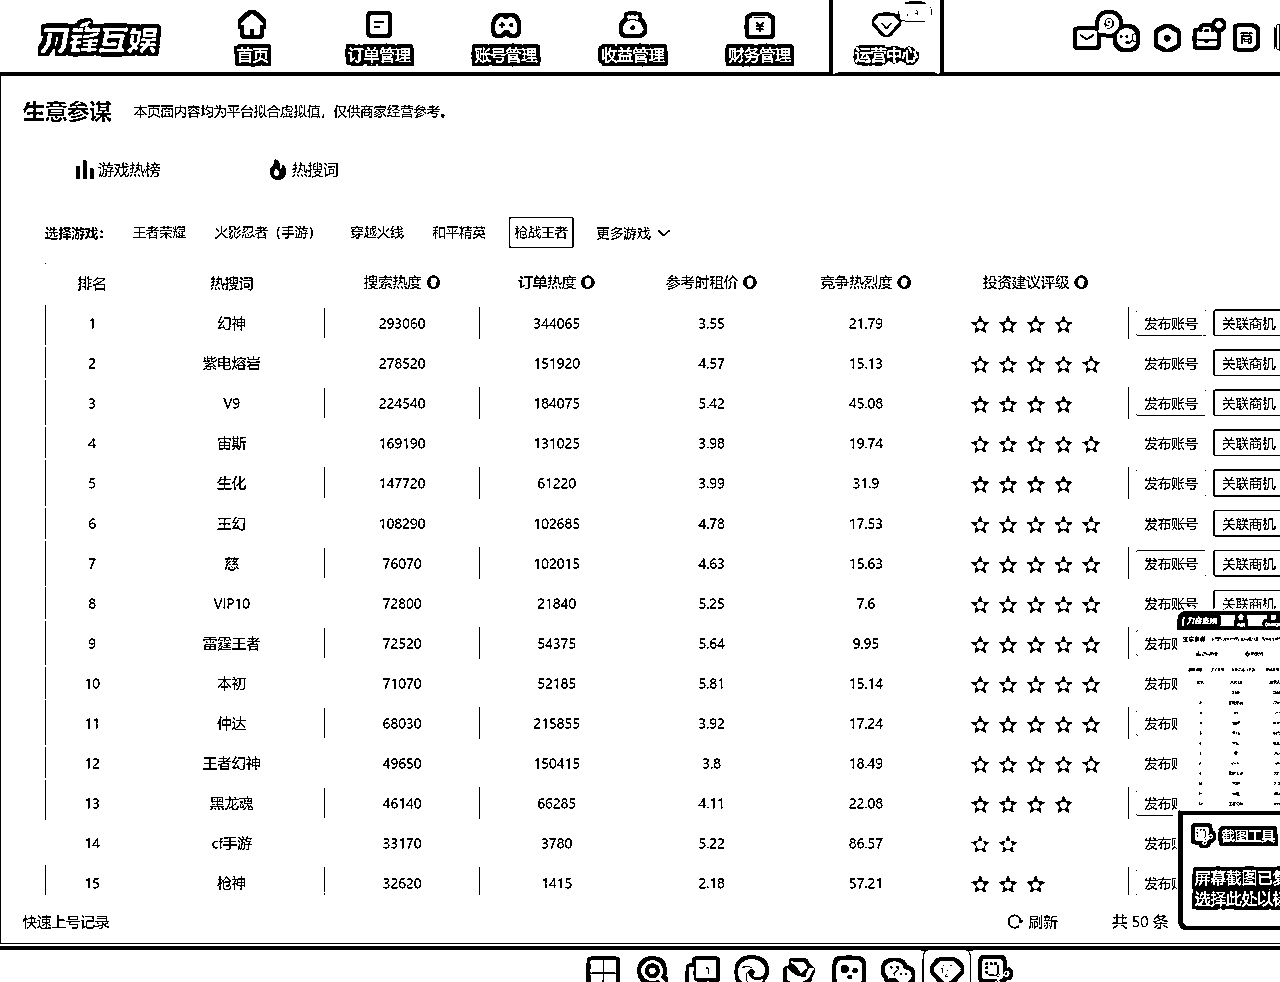 刀锋互娱
首页 订单管理 账号管理 收益管理 财务管理 运营中心 商
生意参谋 本页面内容均为平台拟合虚拟值，仅供商家经营参考。
游戏热榜 热搜词
选择游戏： 王者荣耀 火影忍者（手游） 穿越火线 和平精英 枪战王者 更多游戏
排名 热搜词 搜索热度 订单热度 参考时租价 竞争热烈度 投资建议评级
1 幻神 293060 344065 3.55 21.79 发布账号 关联商机
2 紫电熔岩 278520 151920 4.57 15.13 发布账号 关联商机
3 V9 224540 184075 5.42 45.08 发布账号 关联商机
4 宙斯 169190 131025 3.98 19.74 发布账号 关联商机
5 生化 147720 61220 3.99 31.9 发布账号 关联商机
6 王幻 108290 102685 4.78 17.53 发布账号 关联商机
7 慈 76070 102015 4.63 15.63 发布账号 关联商机
8 VIP10 72800 21840 5.25 7.6 发布账号 关联商机
9 雷霆王者 72520 54375 5.64 9.95 发布
10 本初 71070 52185 5.81 15.14 发布
11 仲达 68030 215855 3.92 17.24 发布
12 王者幻神 49650 150415 3.8 18.49 发布
13 黑龙魂 46140 66285 4.11 22.08 发布
14 cf手游 33170 3780 5.22 86.57 发布
15 枪神 32620 1415 2.18 57.21 发布
截图工具
屏幕截图已
选择此处以
快速上号记录 刷新 共 50 条